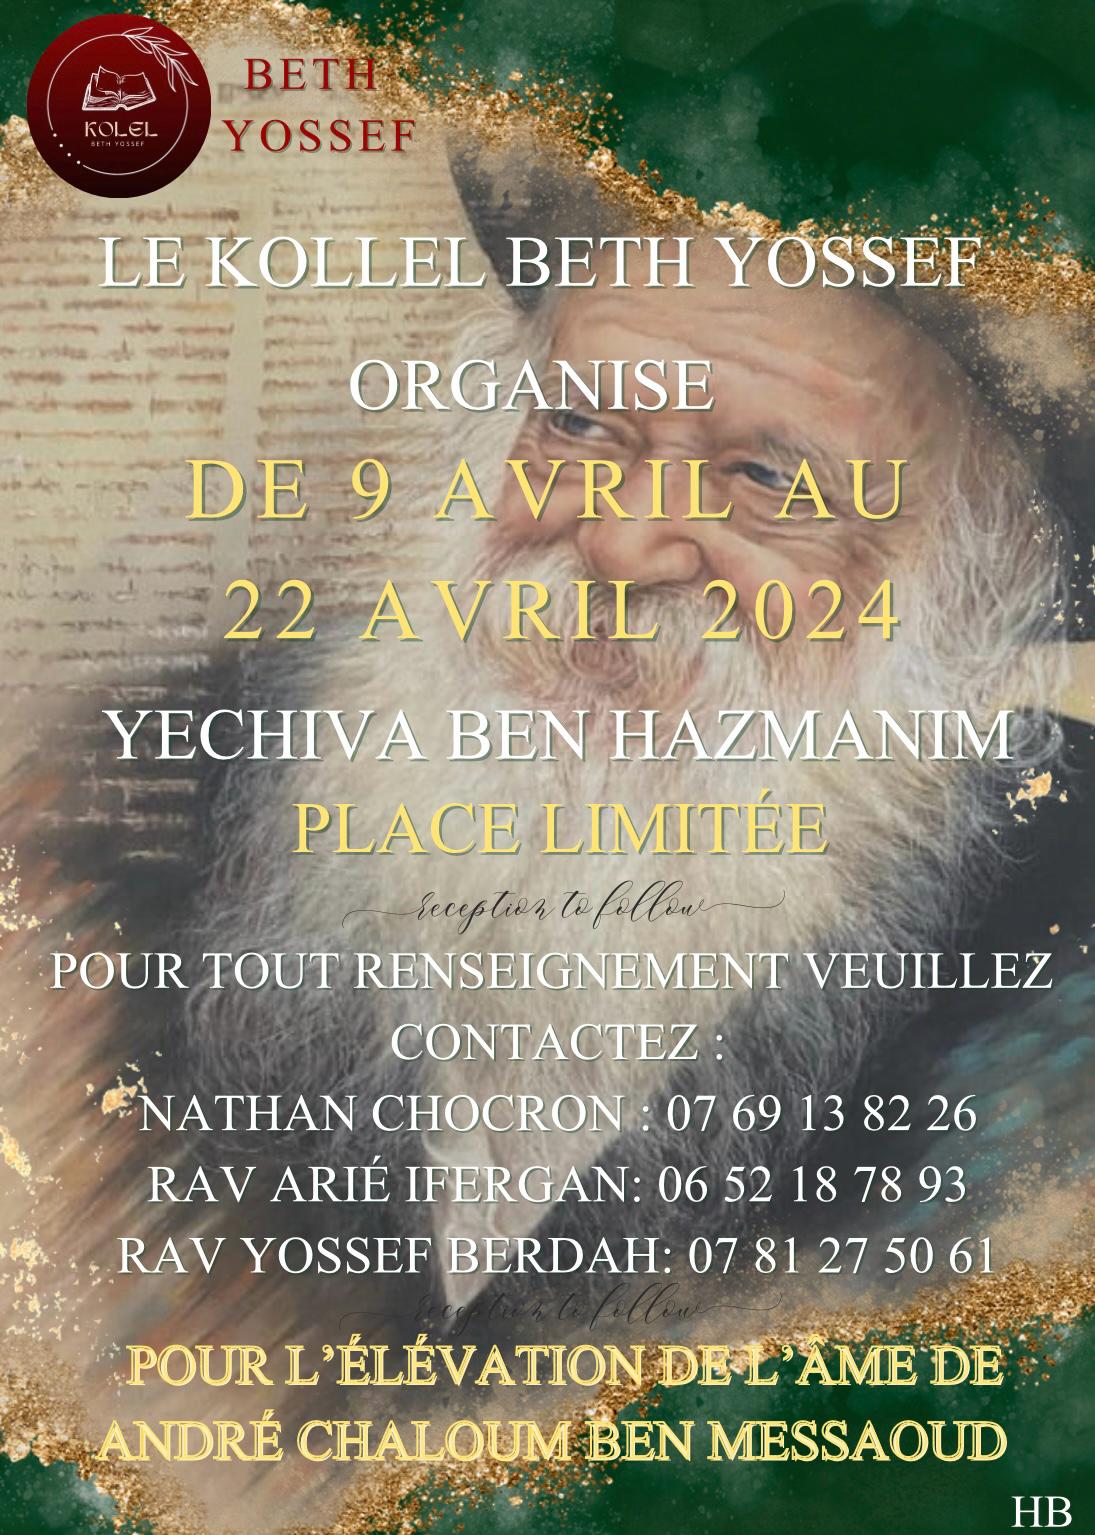 KOLEL
BETH YOSSEF
BETH
YOSSEF
LE KOLLEL BETH YOSSEF
ORGANISE
DE 9 AVRIL AU
22 AVRIL 2024
YECHIVA BEN HAZMANIM
PLACE LIMITÉE
reception to follow
POUR TOUT RENSEIGNEMENT VEUILLEZ
CONTACTEZ :
NATHAN CHOCRON : 07 69 13 82 26
RAV ARIÉ IFERGAN: 06 52 18 78 93
RAV YOSSEF BERDAH: 07 81 27 50 61
reception to follow
POUR L’ÉLÉVATION DE L’ÂME DE
ANDRÉ CHALOUM BEN MESSAOUD
HB